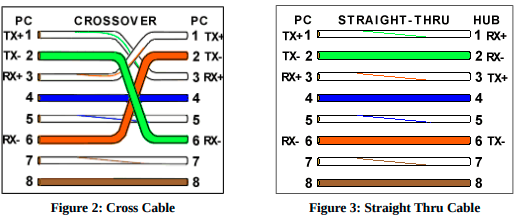 PC CROSSOVER PC
TX+1 1 TX+
TX- 2 2 TX-
RX+3 3 RX+
4 4
5 5
RX- 6 6 RX-
7 7
8 8
Figure 2: Cross Cable
PC STRAIGHT-THRU HUB
TX+1 1 RX+
TX- 2 2 RX-
RX+3 3 TX+
4 4
5 5
RX- 6 6 TX-
7 7
8 8
Figure 3: Straight Thru Cable